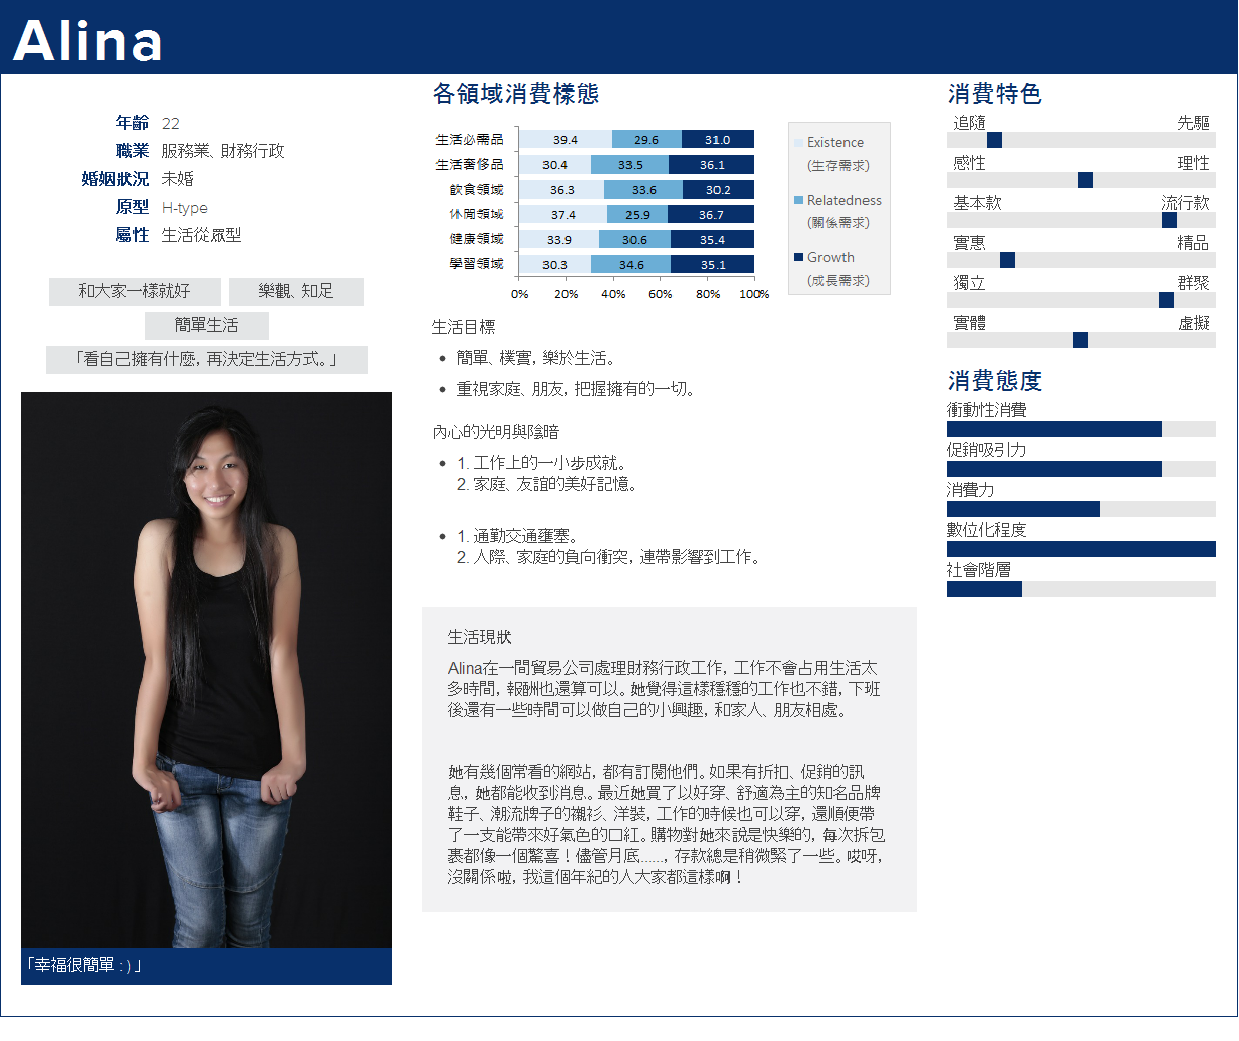 Alina
年齡 22
職業 服務業、財務行政
婚姻狀況 未婚
原型 H-type
屬性 生活從眾型
和大家一樣就好
樂觀、知足
簡單生活
「看自己擁有什麼，再決定生活方式。」
「幸福很簡單 : ) 」
各領域消費樣態
生活必需品 39.4 29.6 31.0
生活奢侈品 30.4 33.5 36.1
飲食領域 36.3 33.6 30.2
休閒領域 37.4 25.9 36.7
健康領域 33.9 30.6 35.4
學習領域 30.3 34.6 35.1
0% 20% 40% 60% 80% 100%
Existence
(生存需求)
Relatedness
(關係需求)
Growth
(成長需求)
生活目標
• 簡單、樸實，樂於生活。
• 重視家庭、朋友，把握擁有的一切。
內心的光明與陰暗
• 1. 工作上的一小步成就。
2. 家庭、友誼的美好記憶。
• 1. 通勤交通壅塞。
2. 人際、家庭的負向衝突，連帶影響到工作。
生活現狀
Alina在一間貿易公司處理財務行政工作，工作不會占用生活太
多時間，報酬也還算可以。她覺得這樣穩穩的工作也不錯，下班
後還有一些時間可以做自己的小興趣，和家人、朋友相處。
她有幾個常看的網站，都有訂閱他們。如果有折扣、促銷的訊
息，她都能收到消息。最近她買了以好穿、舒適為主的知名品牌
鞋子、潮流牌子的襯衫、洋裝，工作的時候也可以穿，還順便帶
了一支能帶來好氣色的口紅。購物對她來說是快樂的，每次拆包
裹都像一個驚喜！儘管月底......，存款總是稍微緊了一些。哎呀，
沒關係啦，我這個年紀的人大家都這樣啊！
消費特色
追隨 先驅
感性 理性
基本款 流行款
實惠 精品
獨立 群聚
實體 虛擬
消費態度
衝動性消費
促銷吸引力
消費力
數位化程度
社會階層